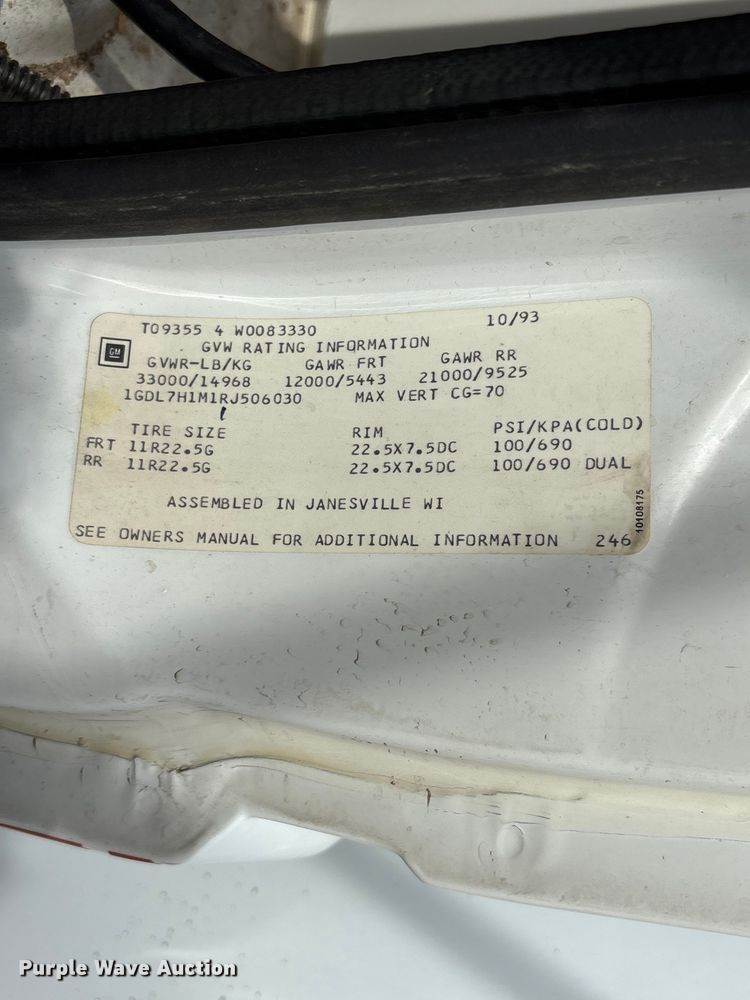 T09355 4 W0083330 10/93
GM
GVW RATING INFORMATION
GVWR-LB/KG GAWR FRT GAWR RR
33000/14968 12000/5443 21000/9525
1GDL7H1M1RJ506030 MAX VERT CG=70
TIRE SIZE RIM PSI/KPA(COLD)
FRT 11R22.5G 22.5X7.5DC 100/690
RR 11R22.5G 22.5X7.5DC 100/690 DUAL
ASSEMBLED IN JANESVILLE WI
SEE OWNERS MANUAL FOR ADDITIONAL INFORMATION 246
10108175
Purple Wave Auction